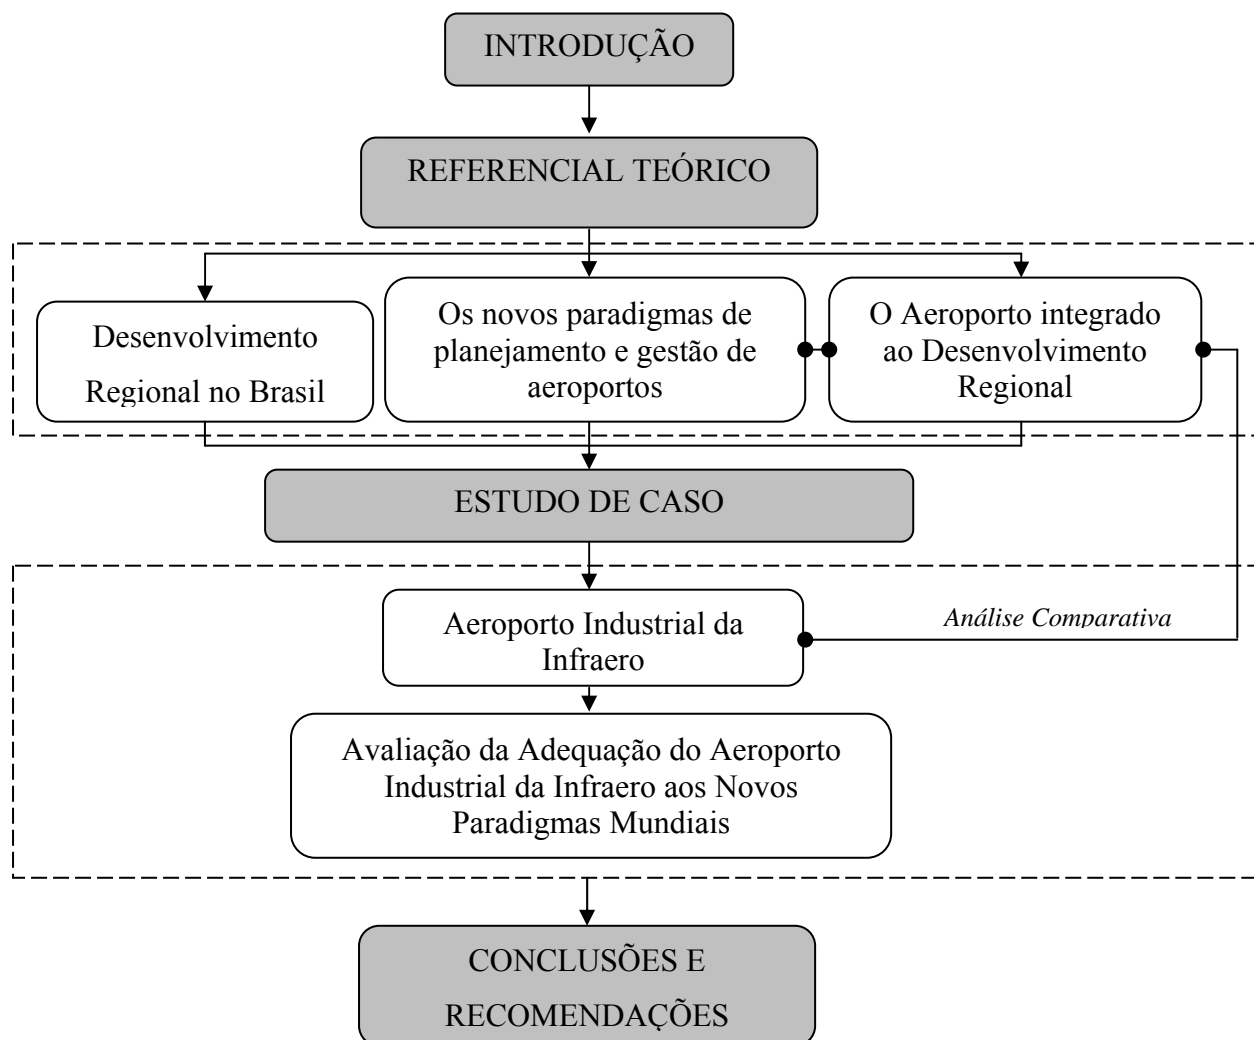 INTRODUÇÃO
REFERENCIAL TEÓRICO
Desenvolvimento
Regional no Brasil
Os novos paradigmas de
planejamento e gestão de
aeroportos
O Aeroporto integrado
ao Desenvolvimento
Regional
ESTUDO DE CASO
Aeroporto Industrial da
Infraero
Análise Comparativa
Avaliação da Adequação do Aeroporto
Industrial da Infraero aos Novos
Paradigmas Mundiais
CONCLUSÕES E
RECOMENDAÇÕES